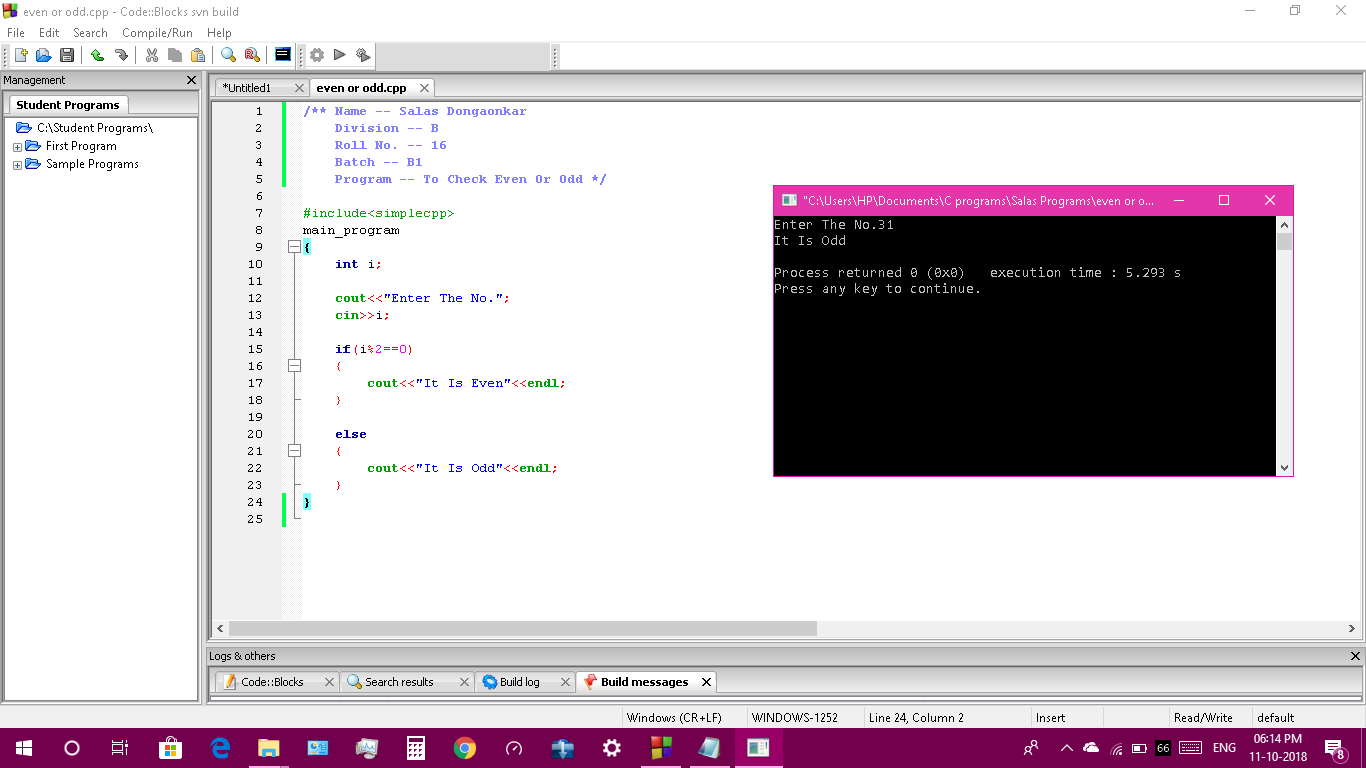 even or odd.cpp - Code::Blocks svn build
File Edit Search Compile/Run Help
Management
Student Programs
C:\Student Programs\
First Program
Sample Programs
*Untitled1 even or odd.cpp
1 /** Name -- Salas Dongaonkar
2 Division -- B
3 Roll No. -- 16
4 Batch -- B1
5 Program -- To Check Even Or Odd */
6
7 #include<simplecpp>
8 main_program
9 {
10 int i;
11
12 cout<<"Enter The No.";
13 cin>>i;
14
15 if(i%2==0)
16 {
17 cout<<"It Is Even"<<endl;
18 }
19
20 else
21 {
22 cout<<"It Is Odd"<<endl;
23 }
24 }
25
"C:\Users\HP\Documents\C programs\Salas Programs\even or o...
Enter The No.31
It Is Odd
Process returned 0 (0x0) execution time : 5.293 s
Press any key to continue.
Logs & others
Code::Blocks Search results Build log Build messages
Windows (CR+LF) WINDOWS-1252 Line 24, Column 2 Insert Read/Write default
66 ENG 06:14 PM
11-10-2018 8